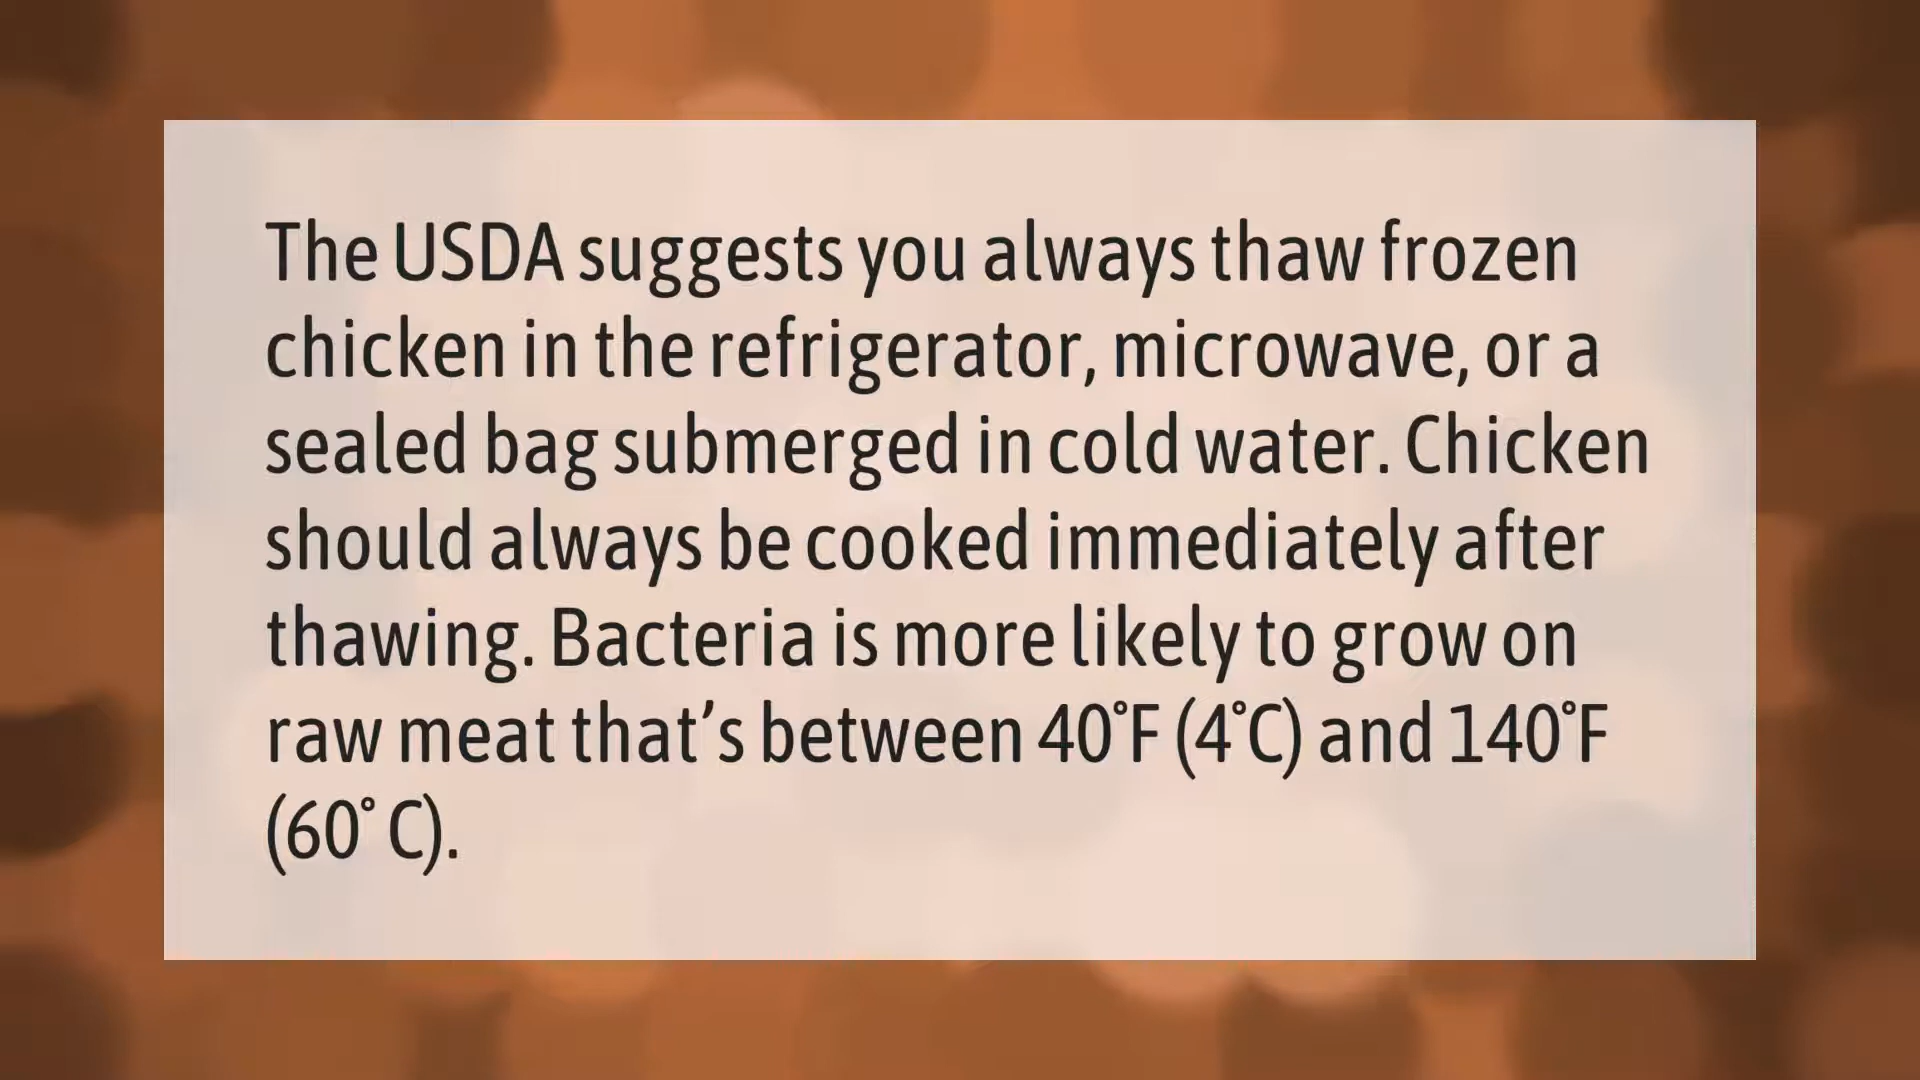 The USDA suggests you always thaw frozen
chicken in the refrigerator, microwave, or a
sealed bag submerged in cold water. Chicken
should always be cooked immediately after
thawing. Bacteria is more likely to grow on
raw meat that’s between 40°F (4°C) and 140°F
(60° C).